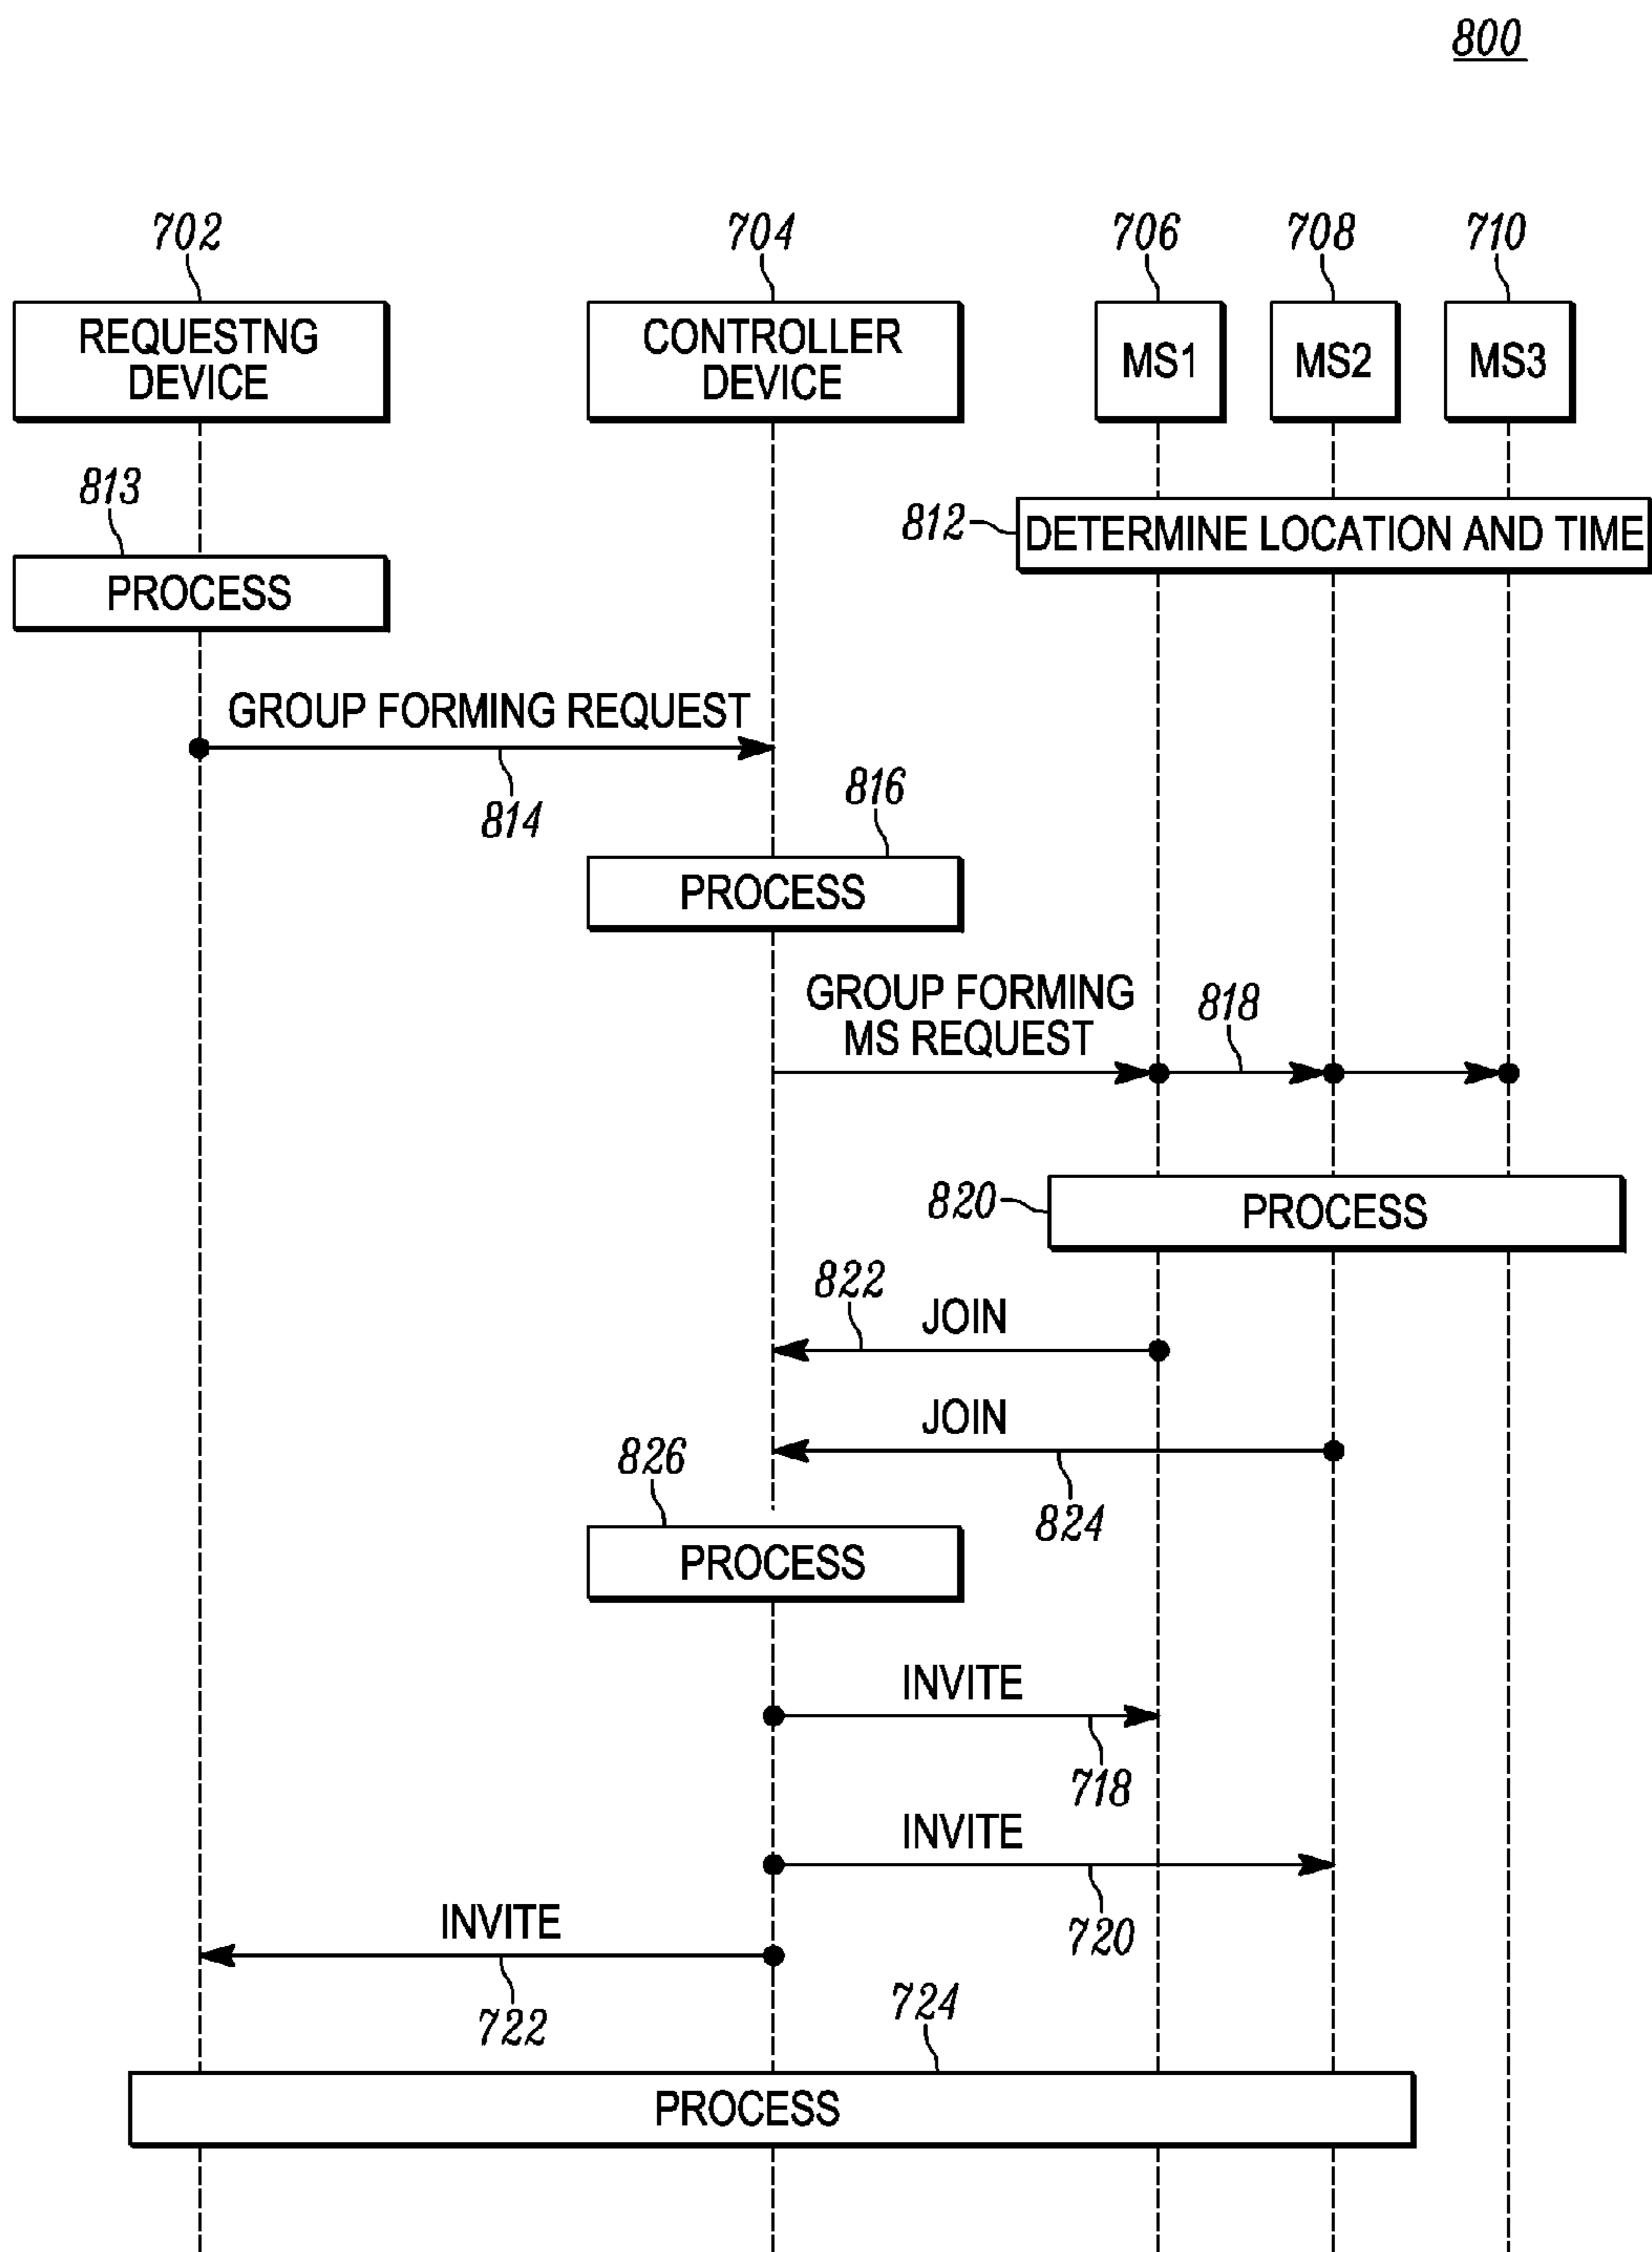 800
702
704
706
708
710
REQUESTNG
DEVICE
CONTROLLER
DEVICE
MS1
MS2
MS3
813
812
DETERMINE LOCATION AND TIME
PROCESS
GROUP FORMING REQUEST
814
816
PROCESS
GROUP FORMING
MS REQUEST
818
820
PROCESS
822
JOIN
JOIN
824
826
PROCESS
INVITE
718
INVITE
720
INVITE
722
724
PROCESS